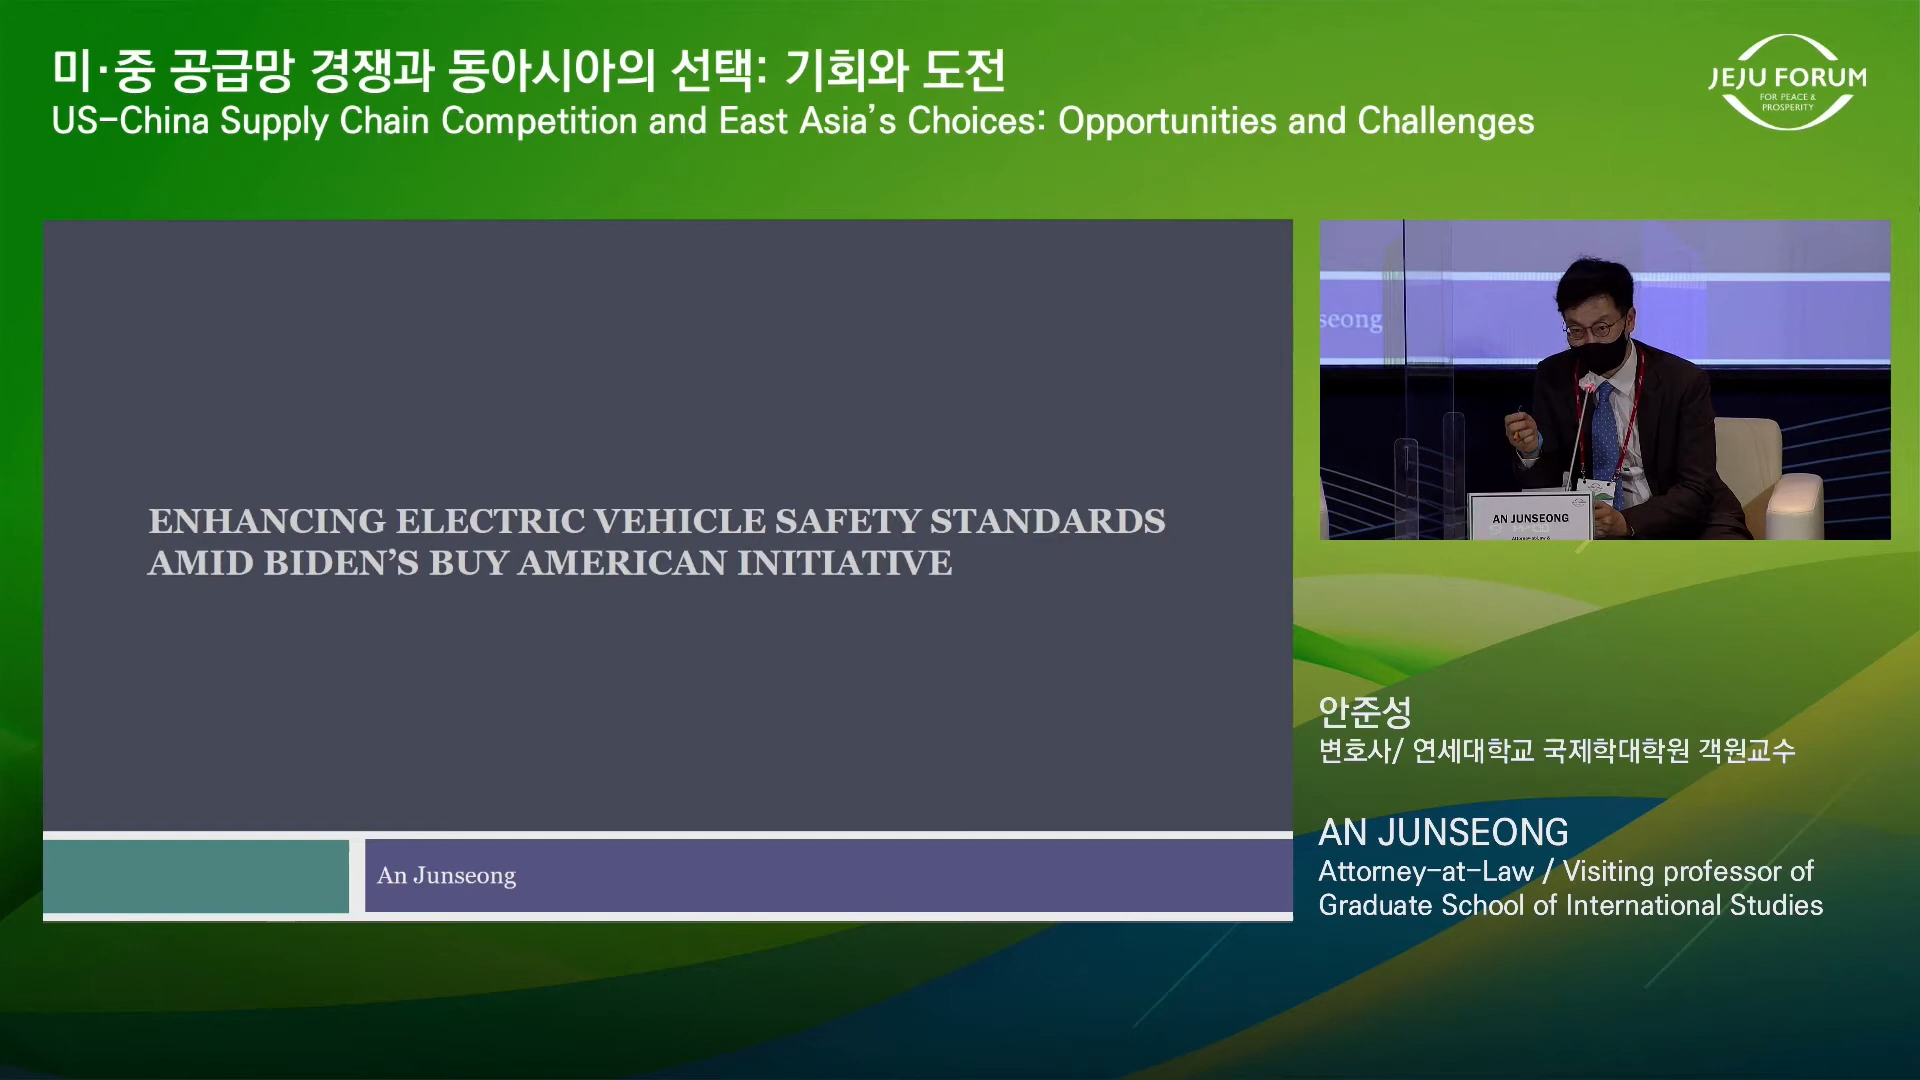 미·중 공급망 경쟁과 동아시아의 선택: 기회와 도전
US-China Supply Chain Competition and East Asia's Choices: Opportunities and Challenges
JEJU FORUM
FOR PEACE &
PROSPERITY
ENHANCING ELECTRIC VEHICLE SAFETY STANDARDS
AMID BIDEN’S BUY AMERICAN INITIATIVE
An Junseong
seong
AN JUNSEONG
Attorney-at-Law &
안준성
변호사/ 연세대학교 국제학대학원 객원교수
AN JUNSEONG
Attorney-at-Law / Visiting professor of
Graduate School of International Studies